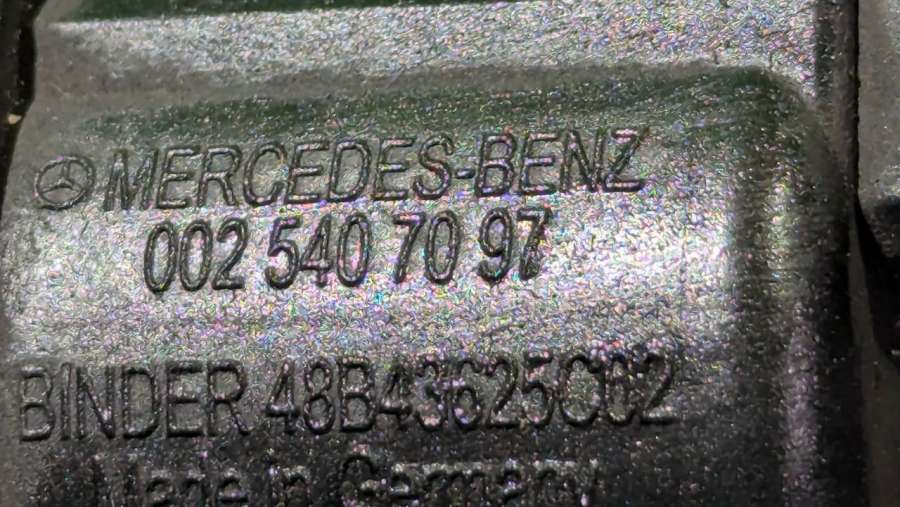 MERCEDES-BENZ
002 540 70 97
BINDER 48B43625C02
Made in Germany